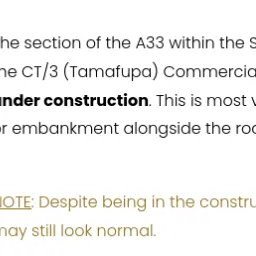 he section of the A33 within the S
ne CT/3 (Tamafupa) Commercia
under construction. This is most v
or embankment alongside the roa
NOTE: Despite being in the constru
may still look normal.